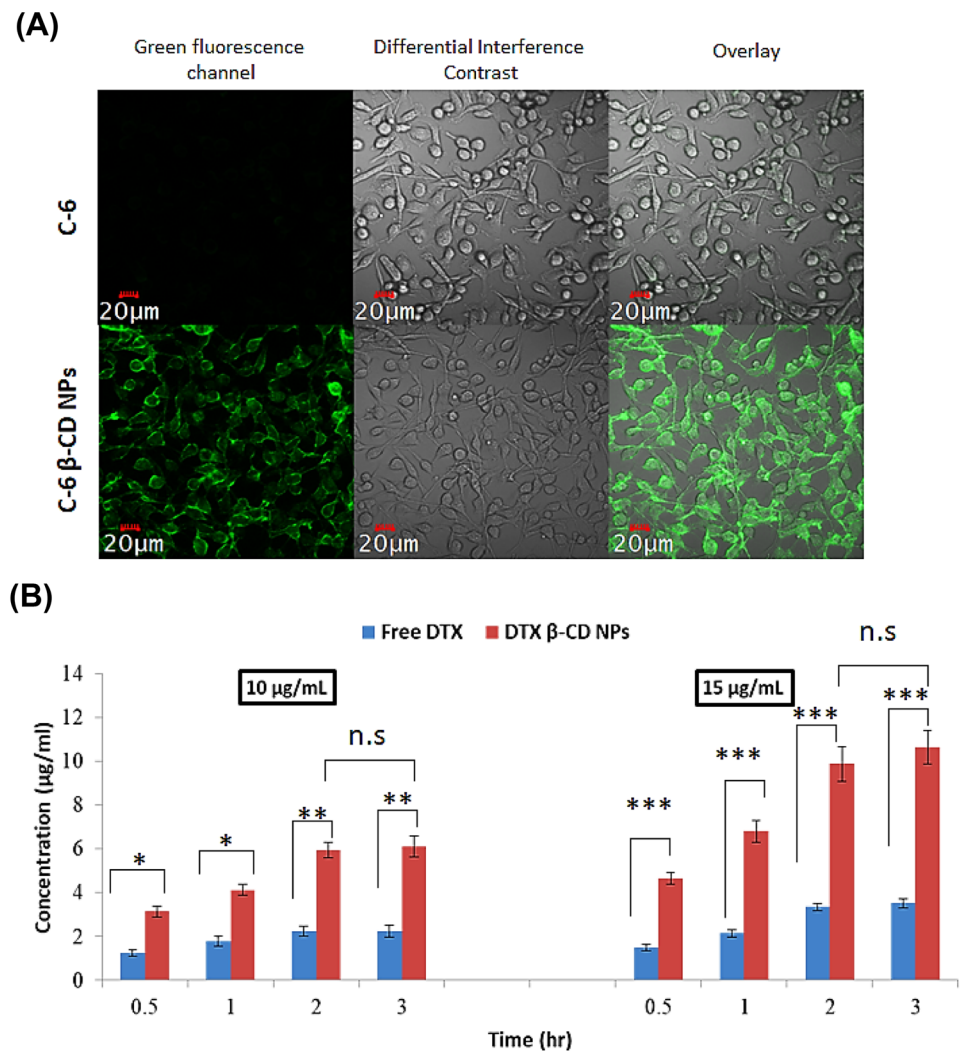 (A)
Green fluorescence
channel
Differential Interference
Contrast
Overlay
C-6
20µm
20µm
20µm
C-6 β-CD NPs
20µm
20µm
20µm
(B)
Free DTX
DTX β-CD NPs
n.s
10 µg/mL
15 µg/mL
n.s
*
*
**
**
***
***
***
***
Concentration (µg/ml)
14
12
10
8
6
4
2
0
0.5
1
2
3
0.5
1
2
3
Time (hr)